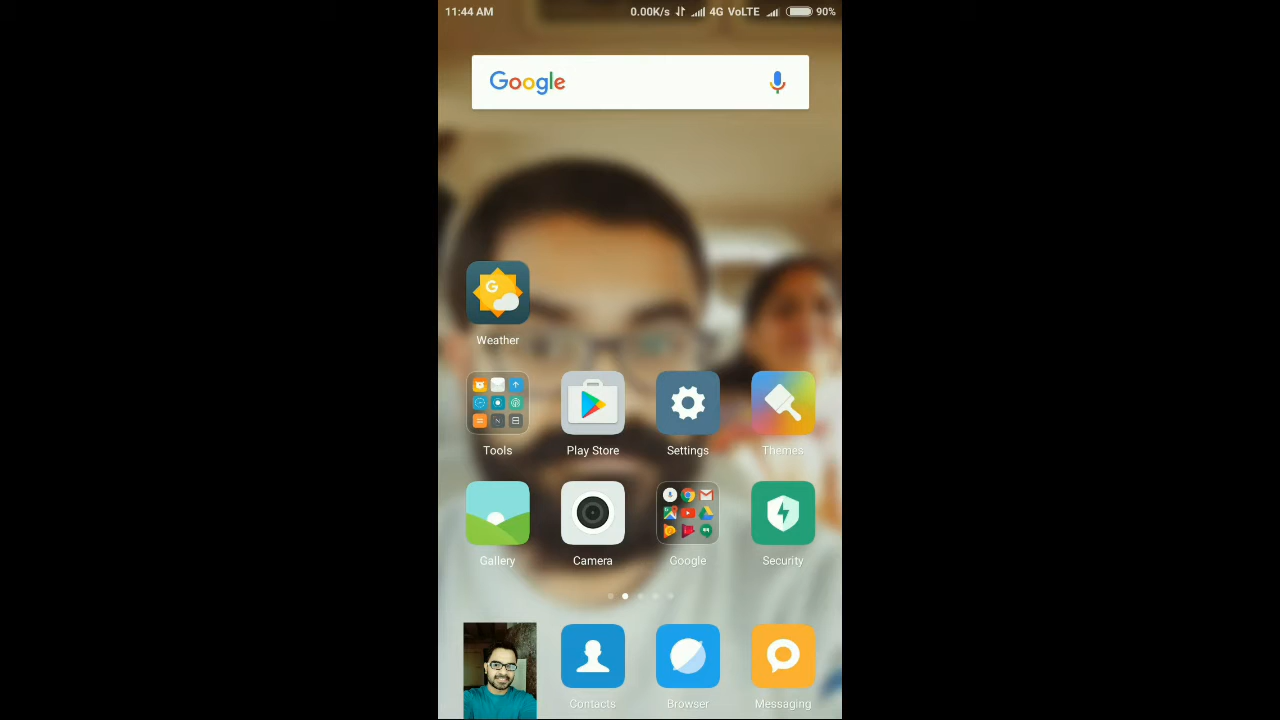 11:44 AM 0.00K/s 4G VoLTE 90%
Google
G
Weather
Tools Play Store Settings Themes
Gallery Camera Google Security
Contacts Browser Messaging